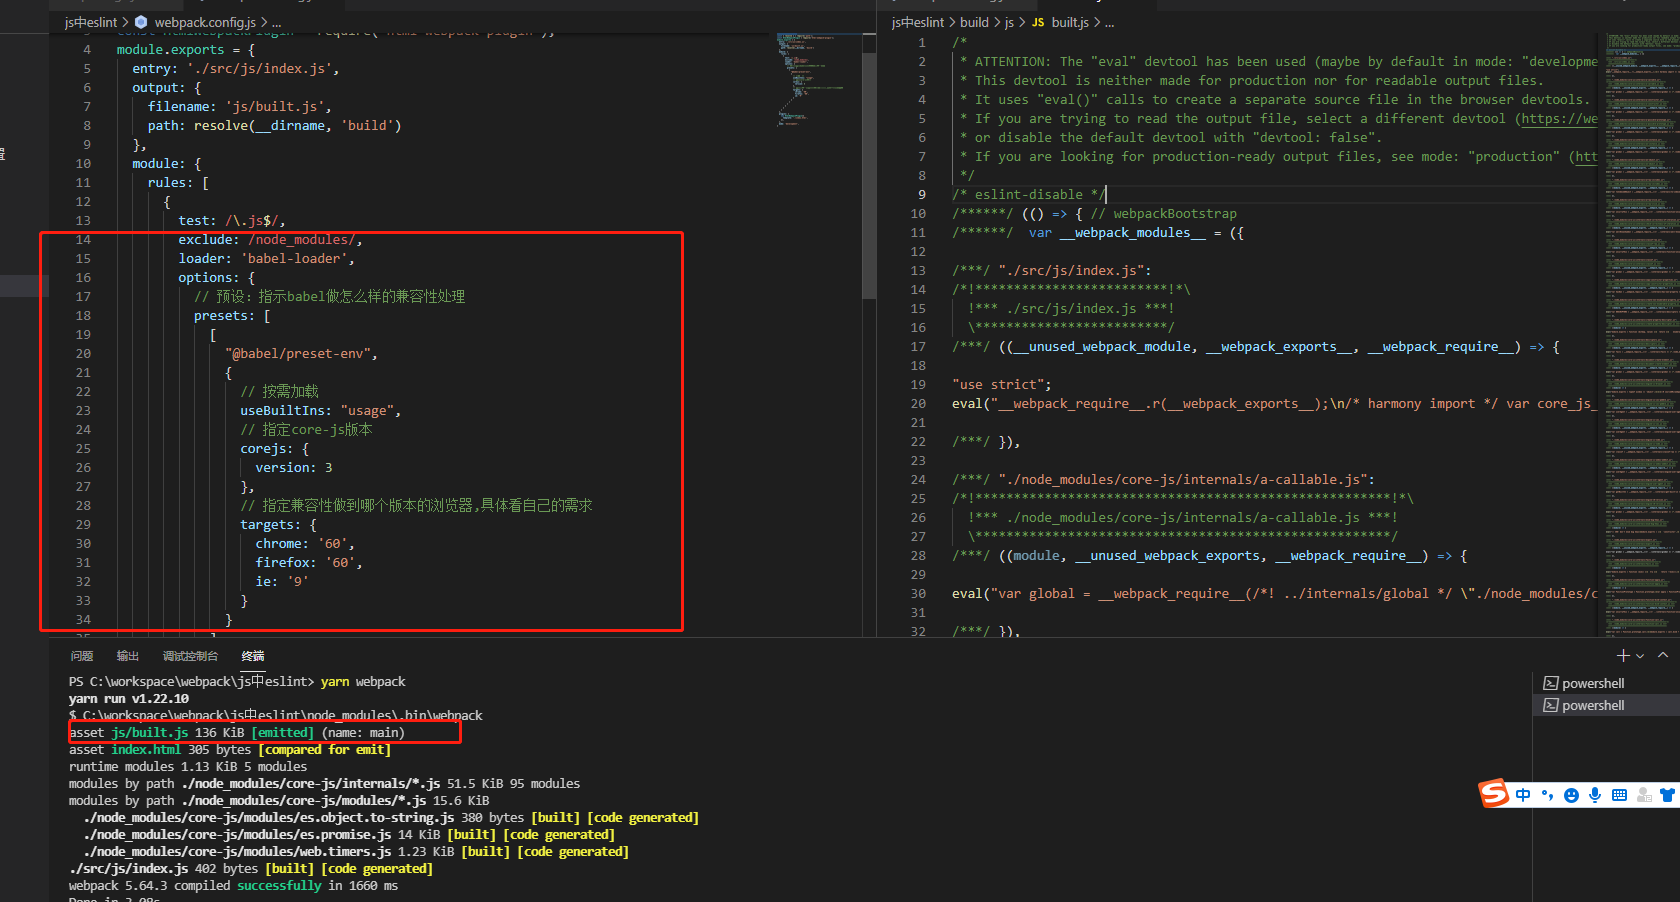 js中eslint > webpack.config.js > ...
4 module.exports = {
5 entry: './src/js/index.js',
6 output: {
7 filename: 'js/built.js',
8 path: resolve(__dirname, 'build')
9 },
10 module: {
11 rules: [
12 {
13 test: /\.js$/,
14 exclude: /node_modules/,
15 loader: 'babel-loader',
16 options: {
17 // 预设：指示babel做怎么样的兼容性处理
18 presets: [
19 [
20 "@babel/preset-env",
21 {
22 // 按需加载
23 useBuiltIns: "usage",
24 // 指定core-js版本
25 corejs: {
26 version: 3
27 },
28 // 指定兼容性做到哪个版本的浏览器,具体看自己的需求
29 targets: {
30 chrome: '60',
31 firefox: '60',
32 ie: '9'
33 }
34 }
js中eslint > build > js > JS built.js > ...
1 /*
2 * ATTENTION: The "eval" devtool has been used (maybe by default in mode: "developme
3 * This devtool is neither made for production nor for readable output files.
4 * It uses "eval()" calls to create a separate source file in the browser devtools.
5 * If you are trying to read the output file, select a different devtool (https://we
6 * or disable the default devtool with "devtool: false".
7 * If you are looking for production-ready output files, see mode: "production" (htt
8 */
9 /* eslint-disable */
10 /******/ (() => { // webpackBootstrap
11 /******/ var __webpack_modules__ = ({
12
13 /***/ "./src/js/index.js":
14 /*!*************************!*\
15 !*** ./src/js/index.js ***!
16 \*************************/
17 /***/ ((__unused_webpack_module, __webpack_exports__, __webpack_require__) => {
18
19 "use strict";
20 eval("__webpack_require__.r(__webpack_exports__);\n/* harmony import */ var core_js_
21
22 /***/ }),
23
24 /***/ "./node_modules/core-js/internals/a-callable.js":
25 /*!******************************************************!*\
26 !*** ./node_modules/core-js/internals/a-callable.js ***!
27 \******************************************************/
28 /***/ ((module, __unused_webpack_exports, __webpack_require__) => {
29
30 eval("var global = __webpack_require__(/*! ../internals/global */ \"./node_modules/c
31
32 /***/ }),
问题 输出 调试控制台 终端
PS C:\workspace\webpack\js中eslint> yarn webpack
yarn run v1.22.10
$ C:\workspace\webpack\js中eslint\node_modules\.bin\webpack
asset js/built.js 136 KiB [emitted] (name: main)
asset index.html 305 bytes [compared for emit]
runtime modules 1.13 KiB 5 modules
modules by path ./node_modules/core-js/internals/*.js 51.5 KiB 95 modules
modules by path ./node_modules/core-js/modules/*.js 15.6 KiB
./node_modules/core-js/modules/es.object.to-string.js 380 bytes [built] [code generated]
./node_modules/core-js/modules/es.promise.js 14 KiB [built] [code generated]
./node_modules/core-js/modules/web.timers.js 1.23 KiB [built] [code generated]
./src/js/index.js 402 bytes [built] [code generated]
webpack 5.64.3 compiled successfully in 1660 ms
powershell
powershell
S 中